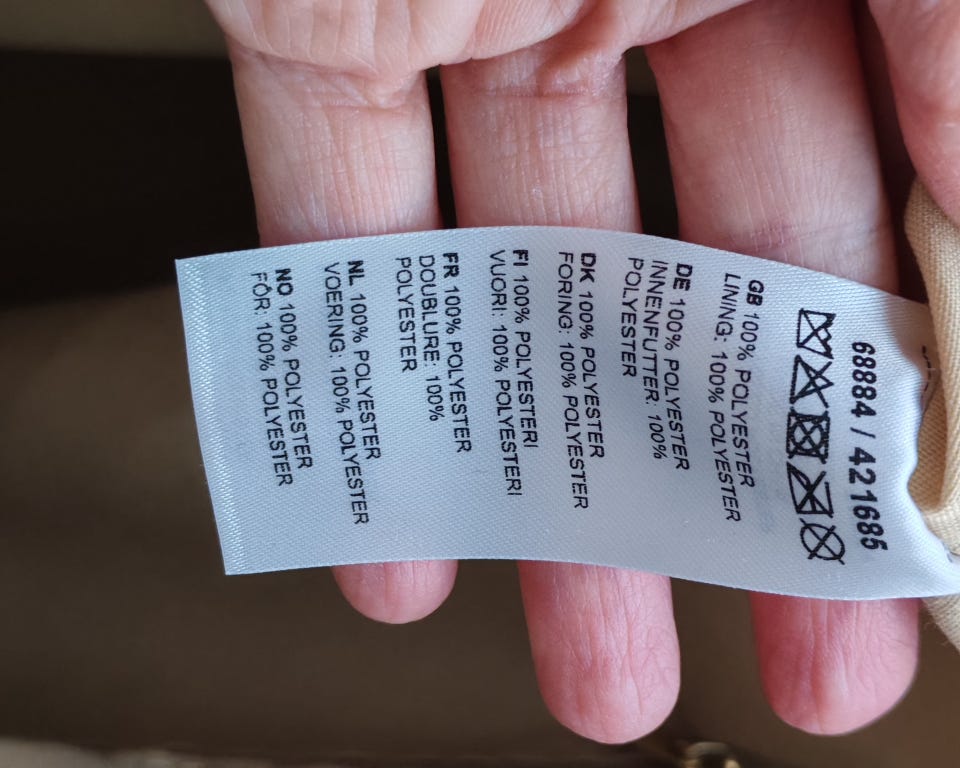 68884 / 421685
GB 100% POLYESTER
LINING: 100% POLYESTER
DE 100% POLYESTER
INNENFUTTER: 100%
POLYESTER
DK 100% POLYESTER
FORING: 100% POLYESTER
FI 100% POLYESTERI
VUORI: 100% POLYESTERI
FR 100% POLYESTER
DOUBLURE: 100%
POLYESTER
NL 100% POLYESTER
VOERING: 100% POLYESTER
NO 100% POLYESTER
FÔR: 100% POLYESTER